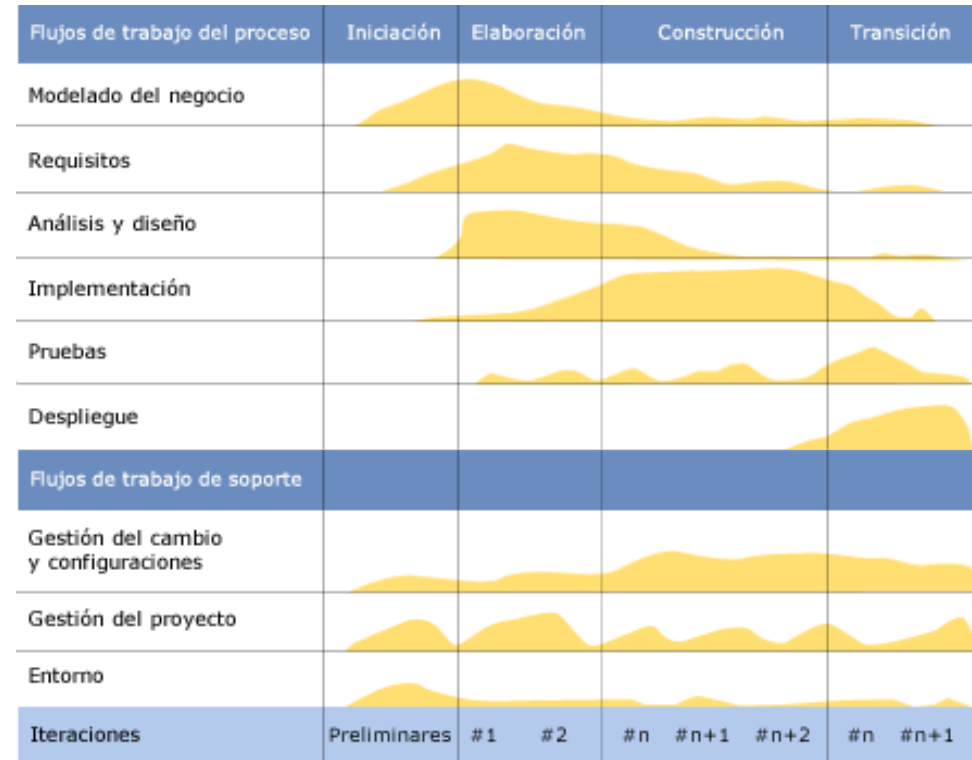 Flujos de trabajo del proceso Iniciación Elaboración Construcción Transición
Modelado del negocio
Requisitos
Análisis y diseño
Implementación
Pruebas
Despliegue
Flujos de trabajo de soporte
Gestión del cambio
y configuraciones
Gestión del proyecto
Entorno
Iteraciones Preliminares #1 #2 #n #n+1 #n+2 #n #n+1